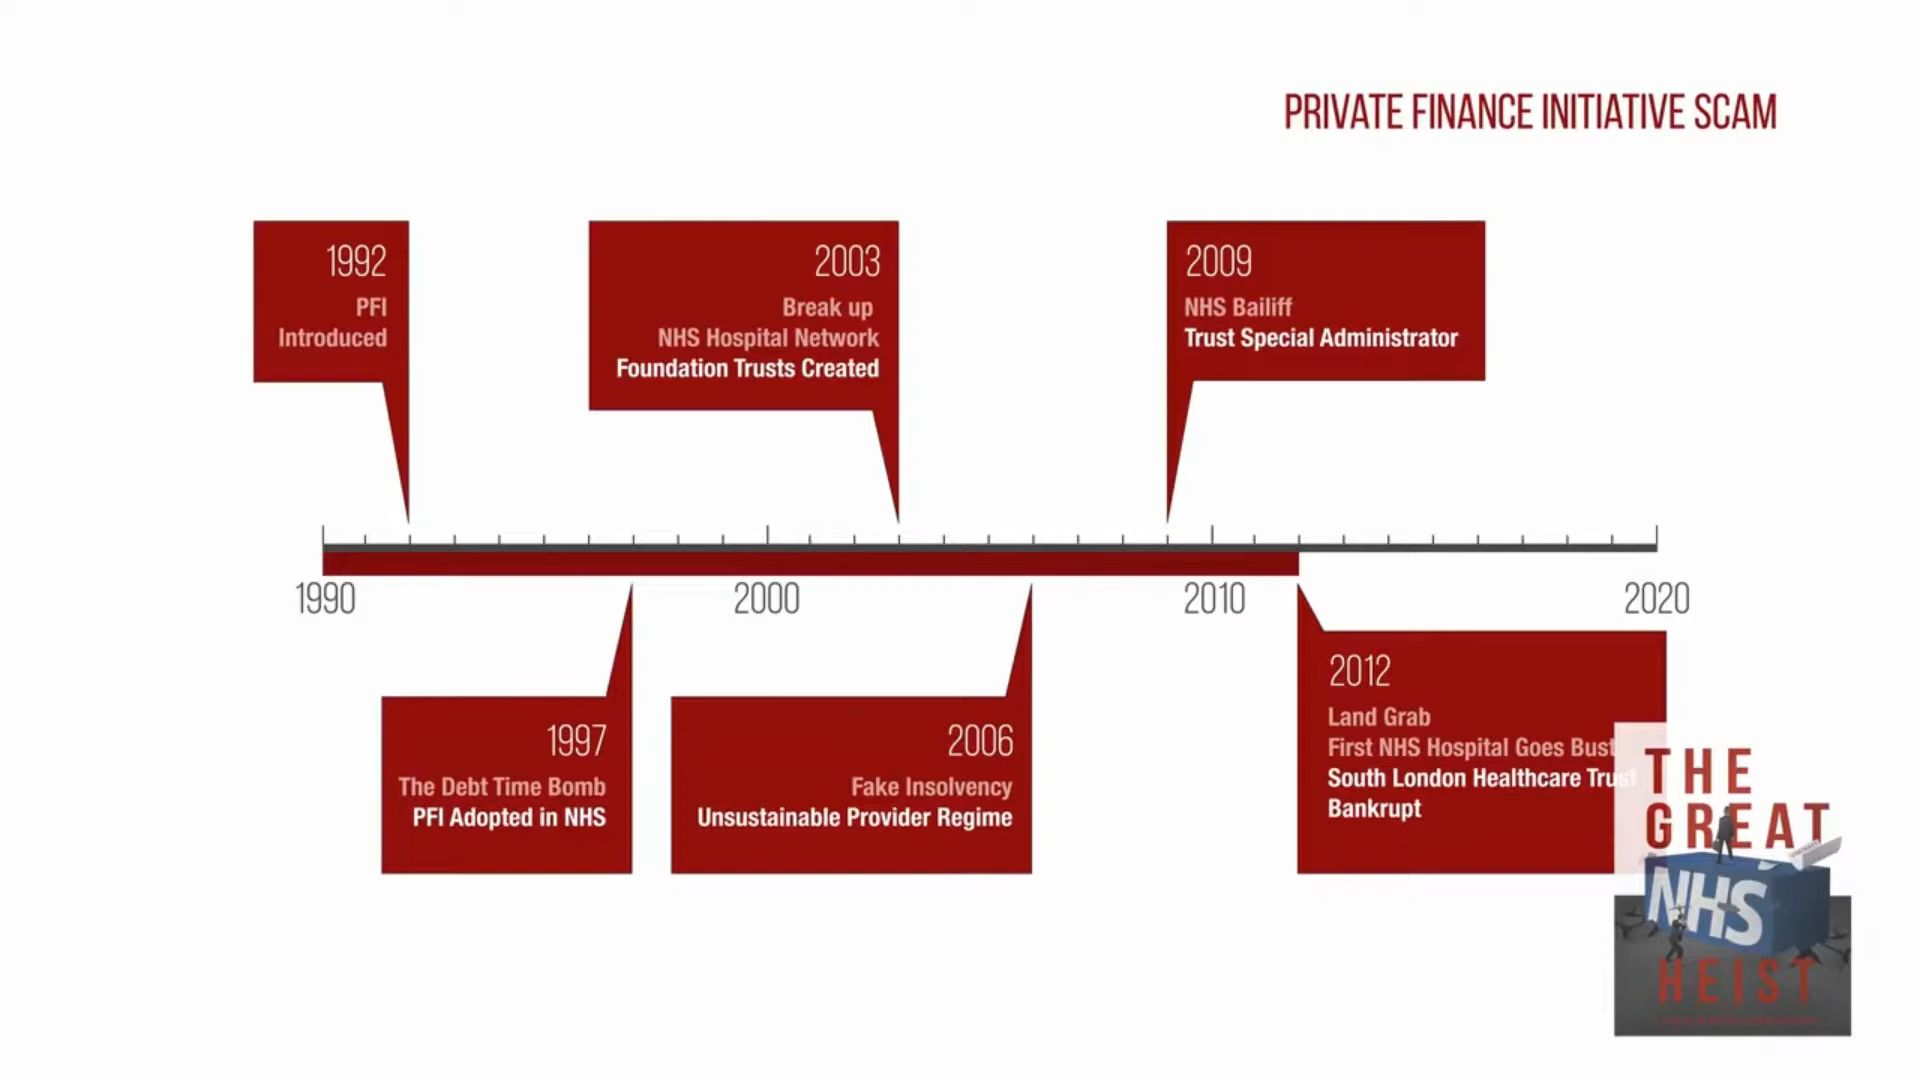 PRIVATE FINANCE INITIATIVE SCAM
1992
PFI
Introduced
2003
Break up
NHS Hospital Network
Foundation Trusts Created
2009
NHS Bailiff
Trust Special Administrator
1990
2000
2010
2020
1997
The Debt Time Bomb
PFI Adopted in NHS
2006
Fake Insolvency
Unsustainable Provider Regime
2012
Land Grab
First NHS Hospital Goes Bust
South London Healthcare Trust
Bankrupt
THE
GREAT
NHS
HEIST